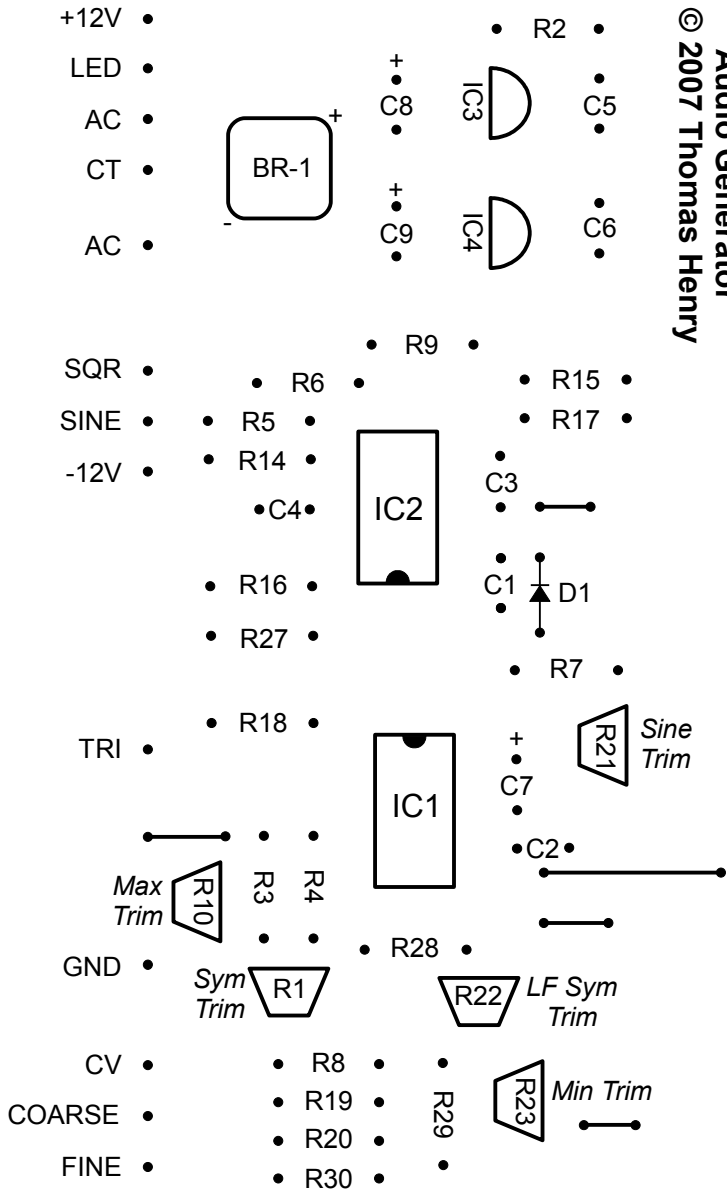 +12V
R2
Audio Generator
© 2007 Thomas Henry
LED
+
C8
IC3
C5
AC
+
BR-1
-
CT
+
C9
IC4
C6
AC
R9
SQR
R6
R15
SINE
R5
R17
-12V
R14
C3
C4
IC2
R16
C1
D1
R27
R7
R18
TRI
+
C7
R21
Sine
Trim
IC1
C2
Max
Trim
R10
R3
R4
R28
GND
Sym
Trim
R1
R22
LF Sym
Trim
CV
R8
R23
Min Trim
COARSE
R19
R29
R20
FINE
R30